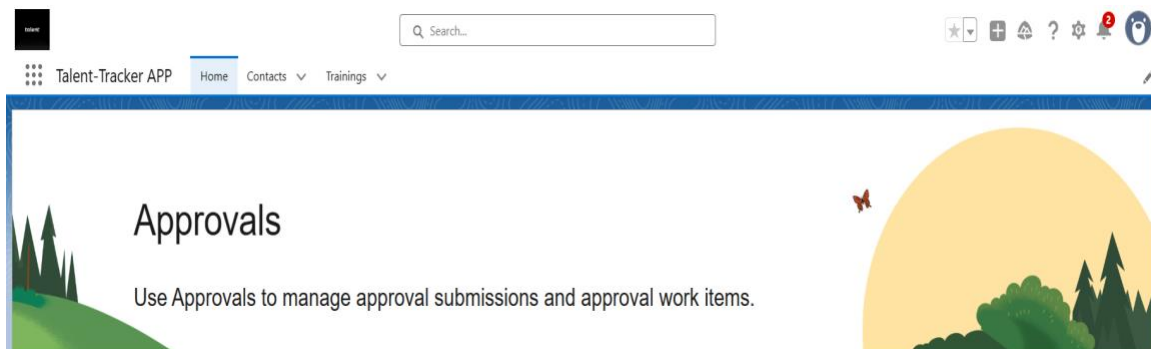 talent
Search...
2
Talent-Tracker APP Home Contacts Trainings
Approvals
Use Approvals to manage approval submissions and approval work items.